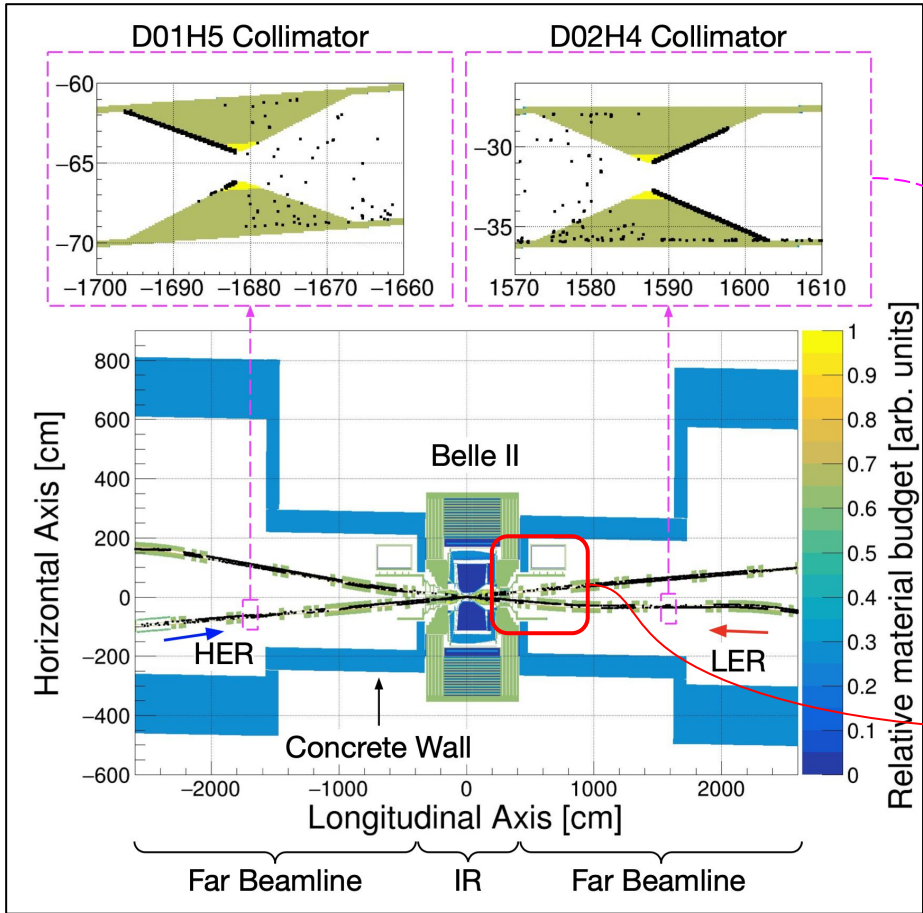 D01H5 Collimator
D02H4 Collimator
−60
−65
−70
−1700 −1690 −1680 −1670 −1660
−30
−35
1570 1580 1590 1600 1610
Horizontal Axis [cm]
800
600
400
200
0
−200
−400
−600
Belle II
HER
LER
Concrete Wall
−2000 −1000 0 1000 2000
Longitudinal Axis [cm]
1
0.9
0.8
0.7
0.6
0.5
0.4
0.3
0.2
0.1
0
Relative material budget [arb. units]
Far Beamline IR Far Beamline